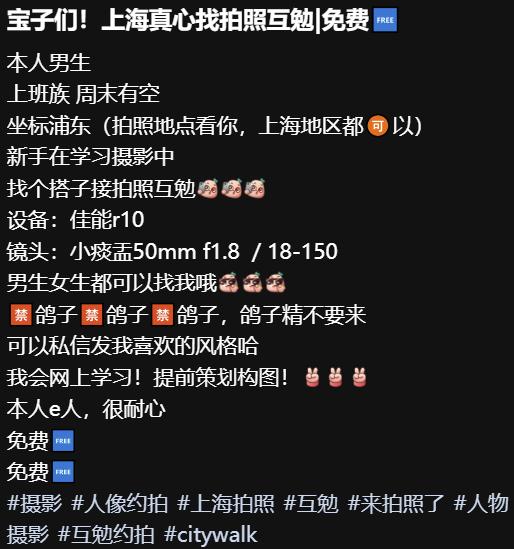 宝子们！上海真心找拍照互勉|免费🆓
本人男生
上班族 周末有空
坐标浦东（拍照地点看你，上海地区都🉑以）
新手在学习摄影中
找个搭子接拍照互勉
设备：佳能r10
镜头：小痰盂50mm f1.8 / 18-150
男生女生都可以找我哦
🈲鸽子🈲鸽子🈲鸽子，鸽子精不要来
可以私信发我喜欢的风格哈
我会网上学习！提前策划构图！✌🏻✌🏻✌🏻
本人e人，很耐心
免费🆓
免费🆓
#摄影 #人像约拍 #上海拍照 #互勉 #来拍照了 #人物
摄影 #互勉约拍 #citywalk